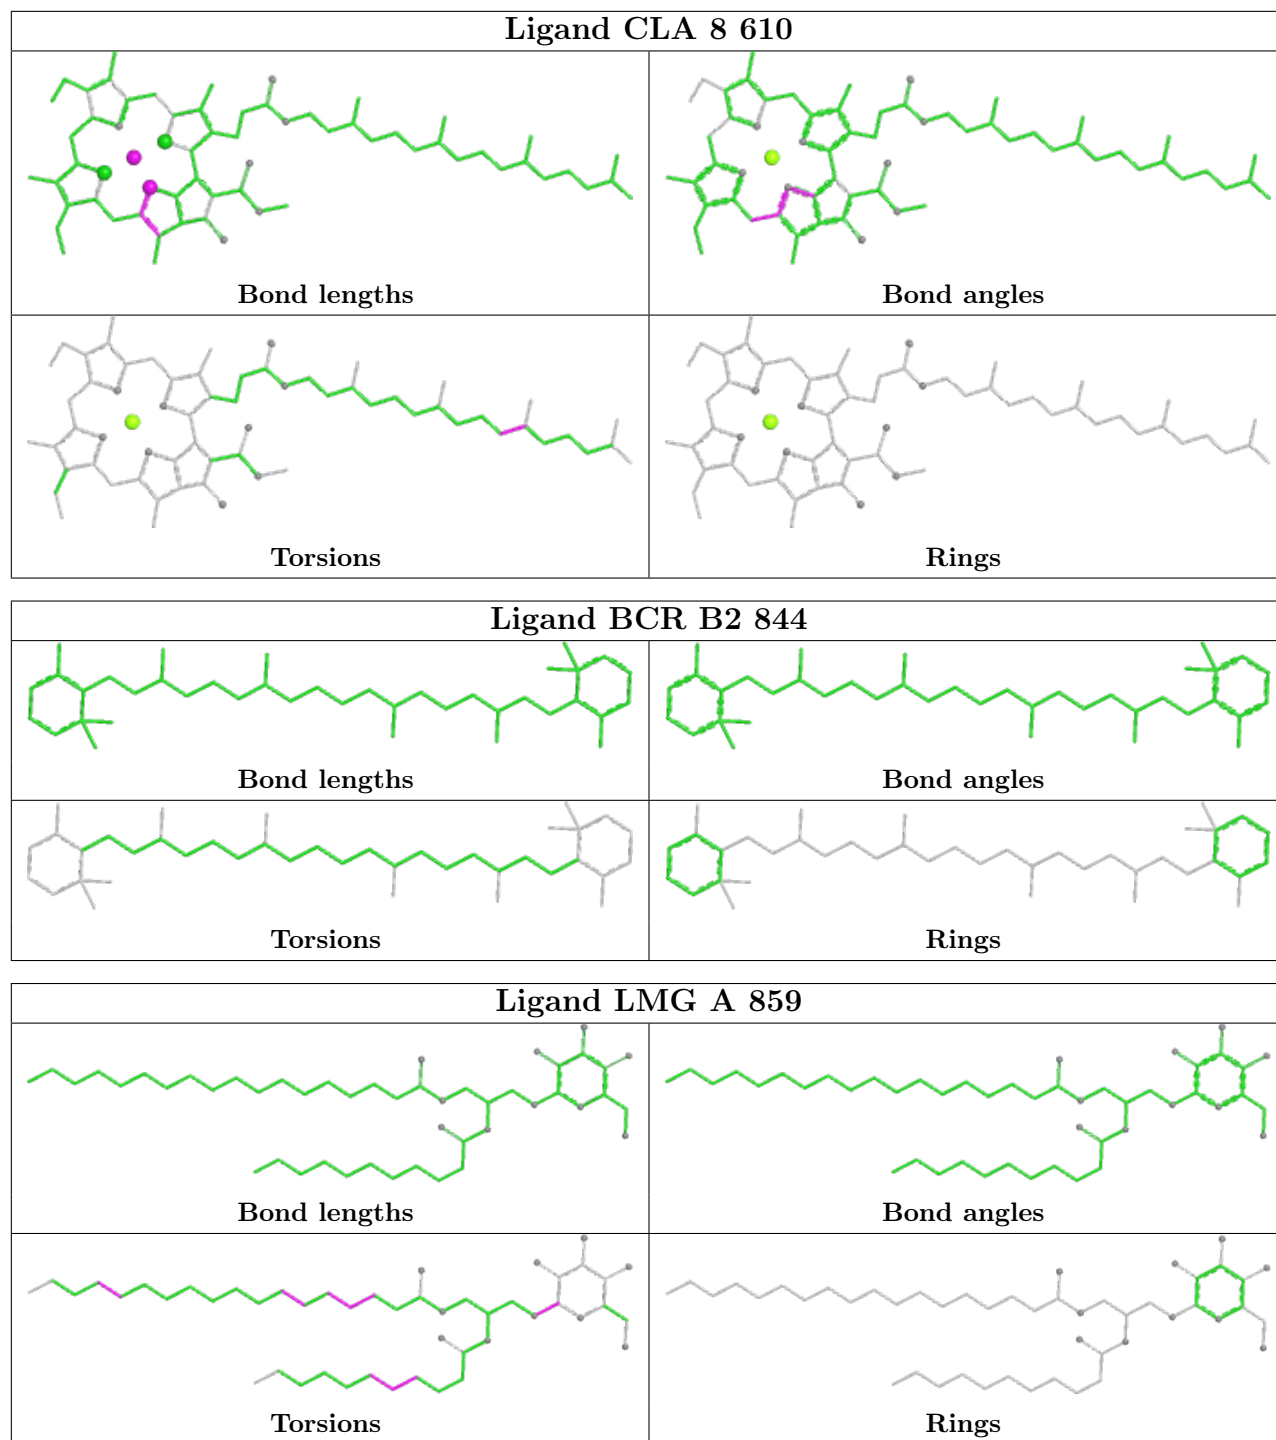 Ligand CLA 8 610
Bond lengths
Bond angles
Torsions
Rings
Ligand BCR B2 844
Bond lengths
Bond angles
Torsions
Rings
Ligand LMG A 859
Bond lengths
Bond angles
Torsions
Rings